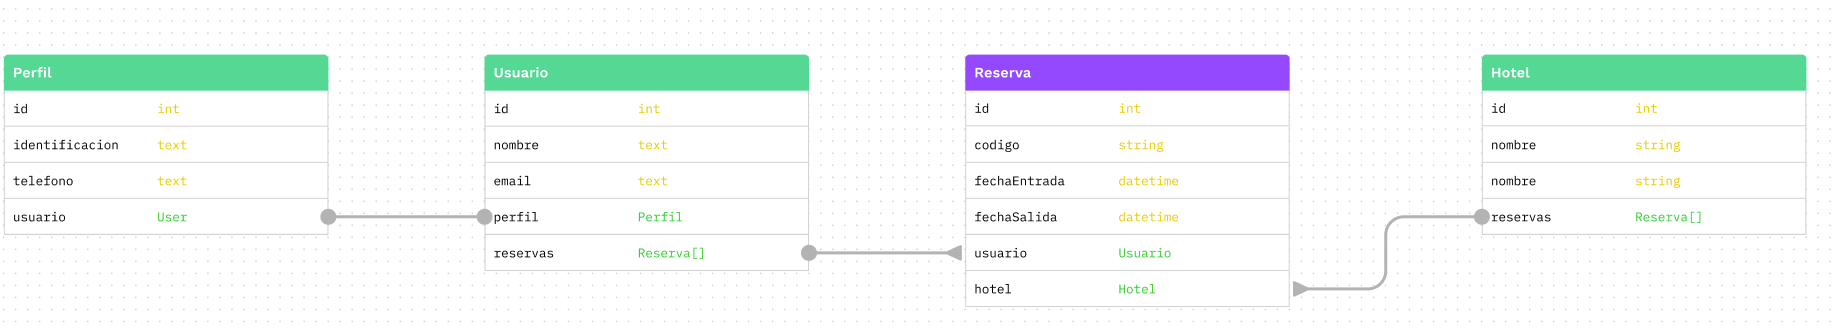 Perfil
id int
identificacion text
telefono text
usuario User
Usuario
id int
nombre text
email text
perfil Perfil
reservas Reserva[]
Reserva
id int
codigo string
fechaEntrada datetime
fechaSalida datetime
usuario Usuario
hotel Hotel
Hotel
id int
nombre string
nombre string
reservas Reserva[]